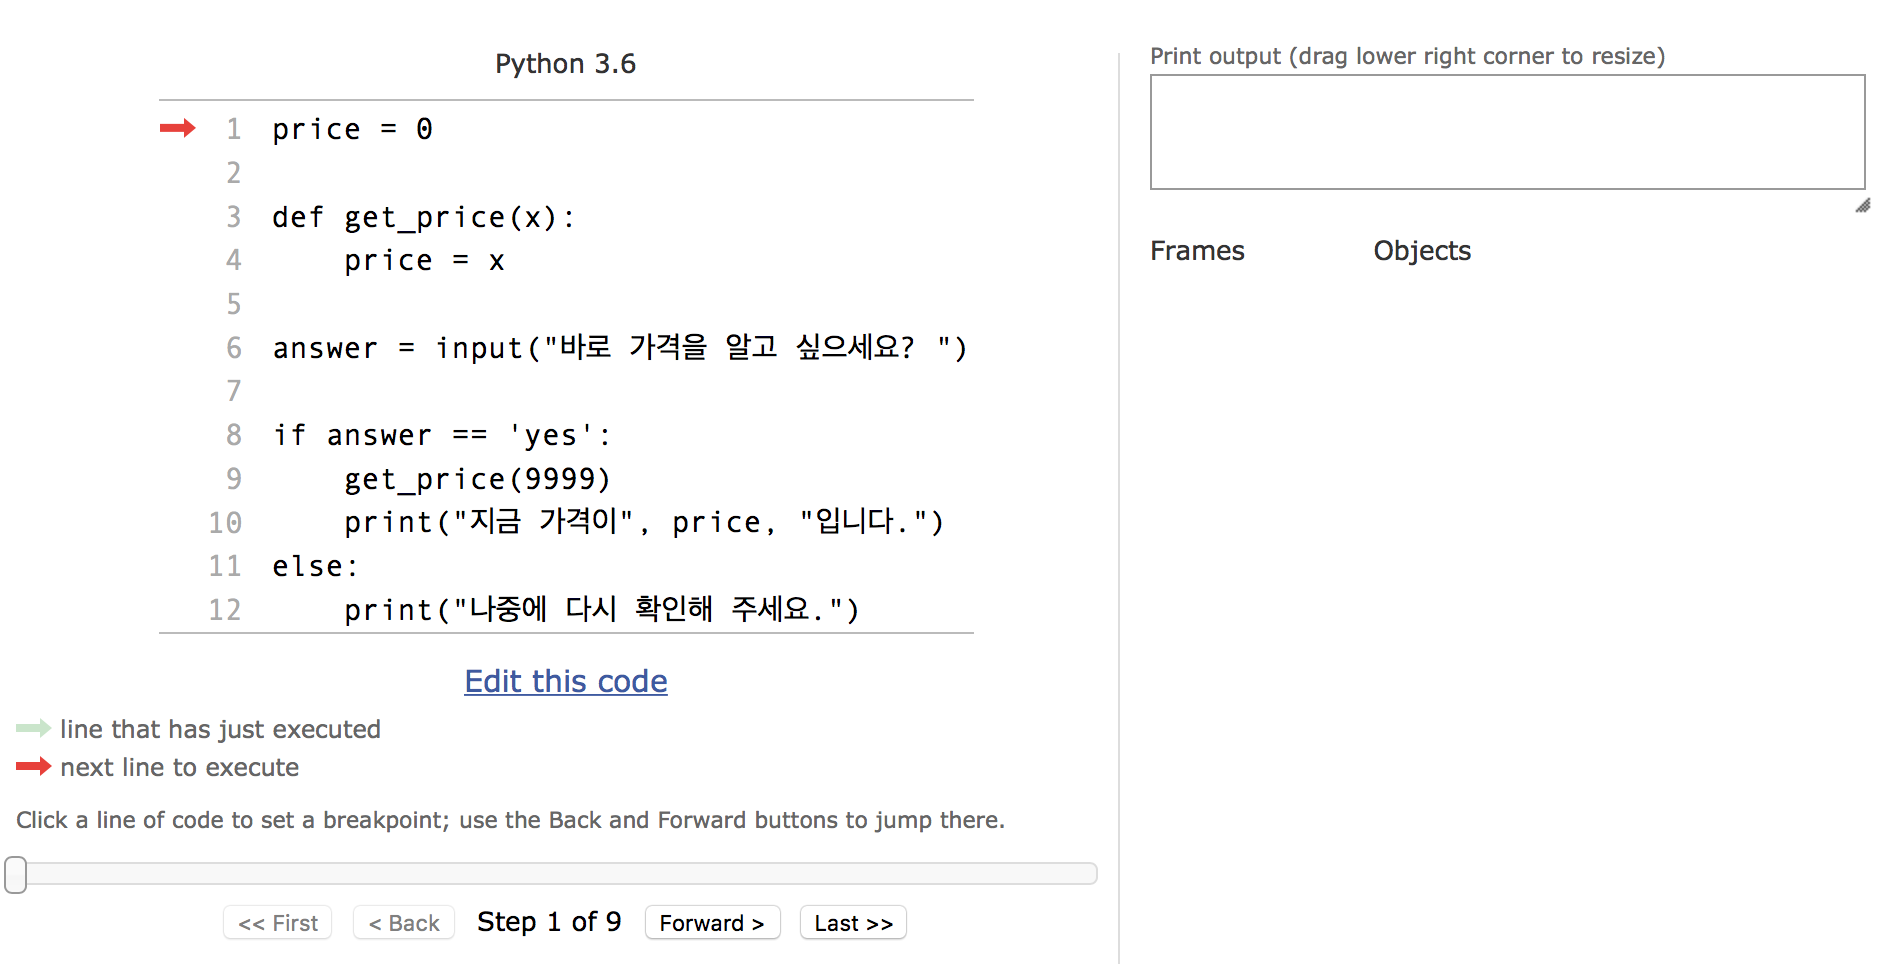 Python 3.6
1 price = 0
2
3 def get_price(x):
4     price = x
5
6 answer = input("바로 가격을 알고 싶으세요? ")
7
8 if answer == 'yes':
9     get_price(9999)
10     print("지금 가격이", price, "입니다.")
11 else:
12     print("나중에 다시 확인해 주세요.")
Edit this code
line that has just executed
next line to execute
Click a line of code to set a breakpoint; use the Back and Forward buttons to jump there.
<< First < Back Step 1 of 9 Forward > Last >>
Print output (drag lower right corner to resize)
Frames Objects